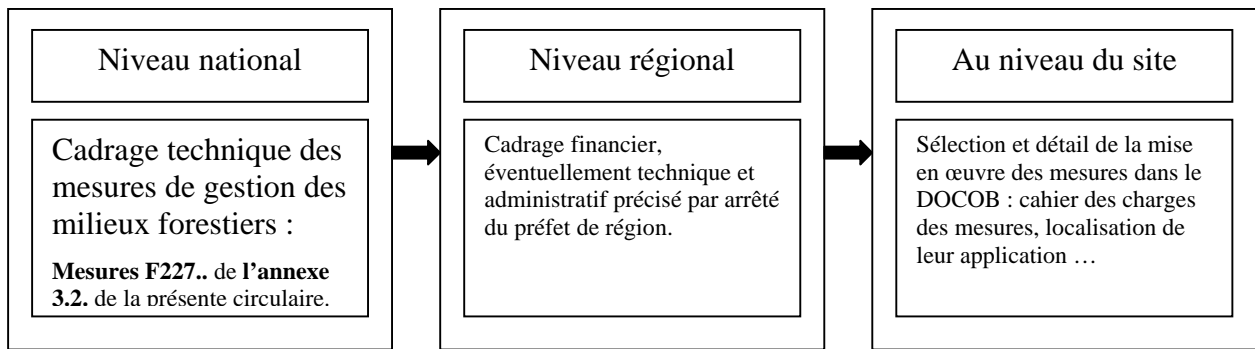 Niveau national
Cadrage technique des
mesures de gestion des
milieux forestiers :
Mesures F227.. de l'annexe
3.2. de la présente circulaire.
Niveau régional
Cadrage financier,
éventuellement technique et
administratif précisé par arrêté
du préfet de région.
Au niveau du site
Sélection et détail de la mise
en œuvre des mesures dans le
DOCOB : cahier des charges
des mesures, localisation de
leur application …